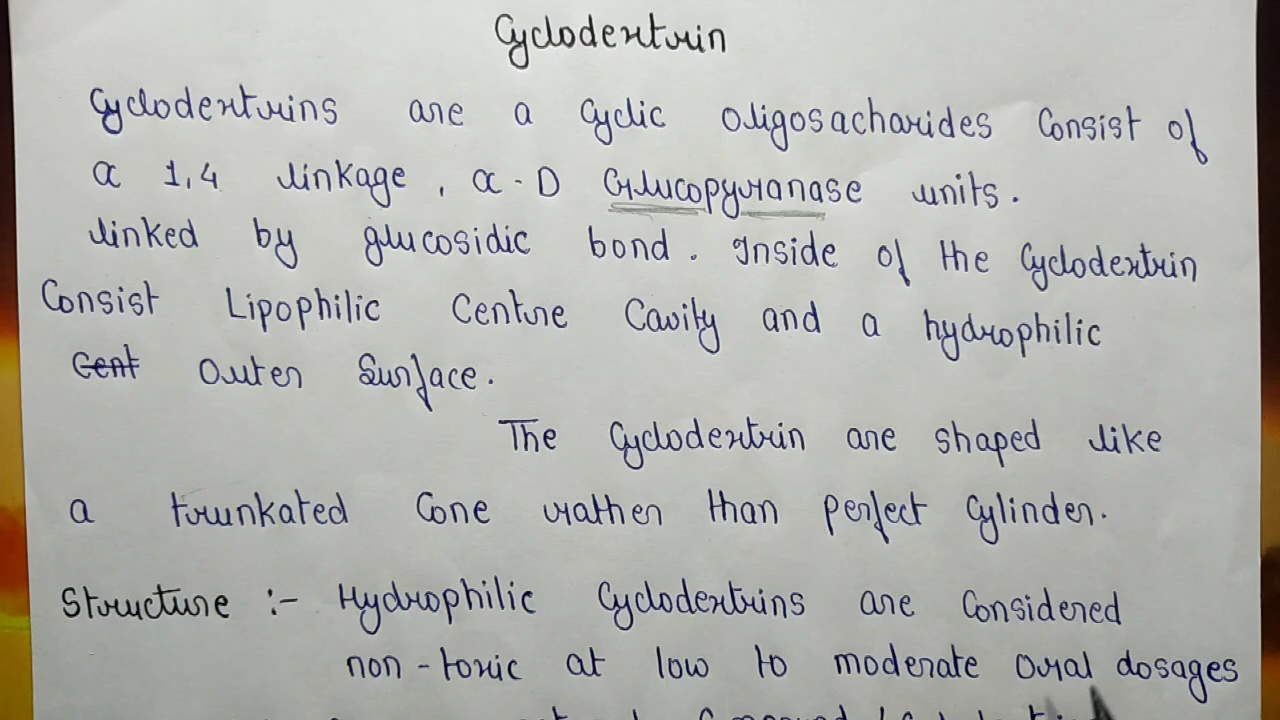 Cyclodextrin
Cyclodextrins are a cyclic oligosacharides consist of
α 1,4 linkage , α-D Glucopyranase units.
linked by glucosidic bond. Inside of the Cyclodextrin
Consist Lipophilic Centre Cavity and a hydrophilic
Cent outer Surface.
The Cyclodextrin are shaped like
a trunkated Cone rather than perfect Cylinder.
Structure :- Hydrophilic Cyclodextrins are Considered
non-toxic at low to moderate oral dosages